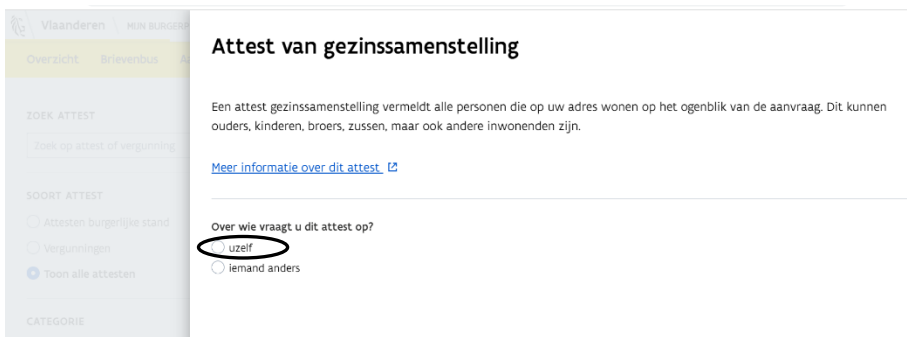 Vlaanderen MIJN BURGERP
Overzicht Brievenbus A
ZOEK ATTEST
Zoek op attest of vergunning
SOORT ATTEST
Attesten burgerlijke stand
Vergunningen
Toon alle attesten
CATEGORIE
Attest van gezinssamenstelling
Een attest gezinssamenstelling vermeldt alle personen die op uw adres wonen op het ogenblik van de aanvraag. Dit kunnen
ouders, kinderen, broers, zussen, maar ook andere inwonenden zijn.
Meer informatie over dit attest
Over wie vraagt u dit attest op?
uzelf
iemand anders